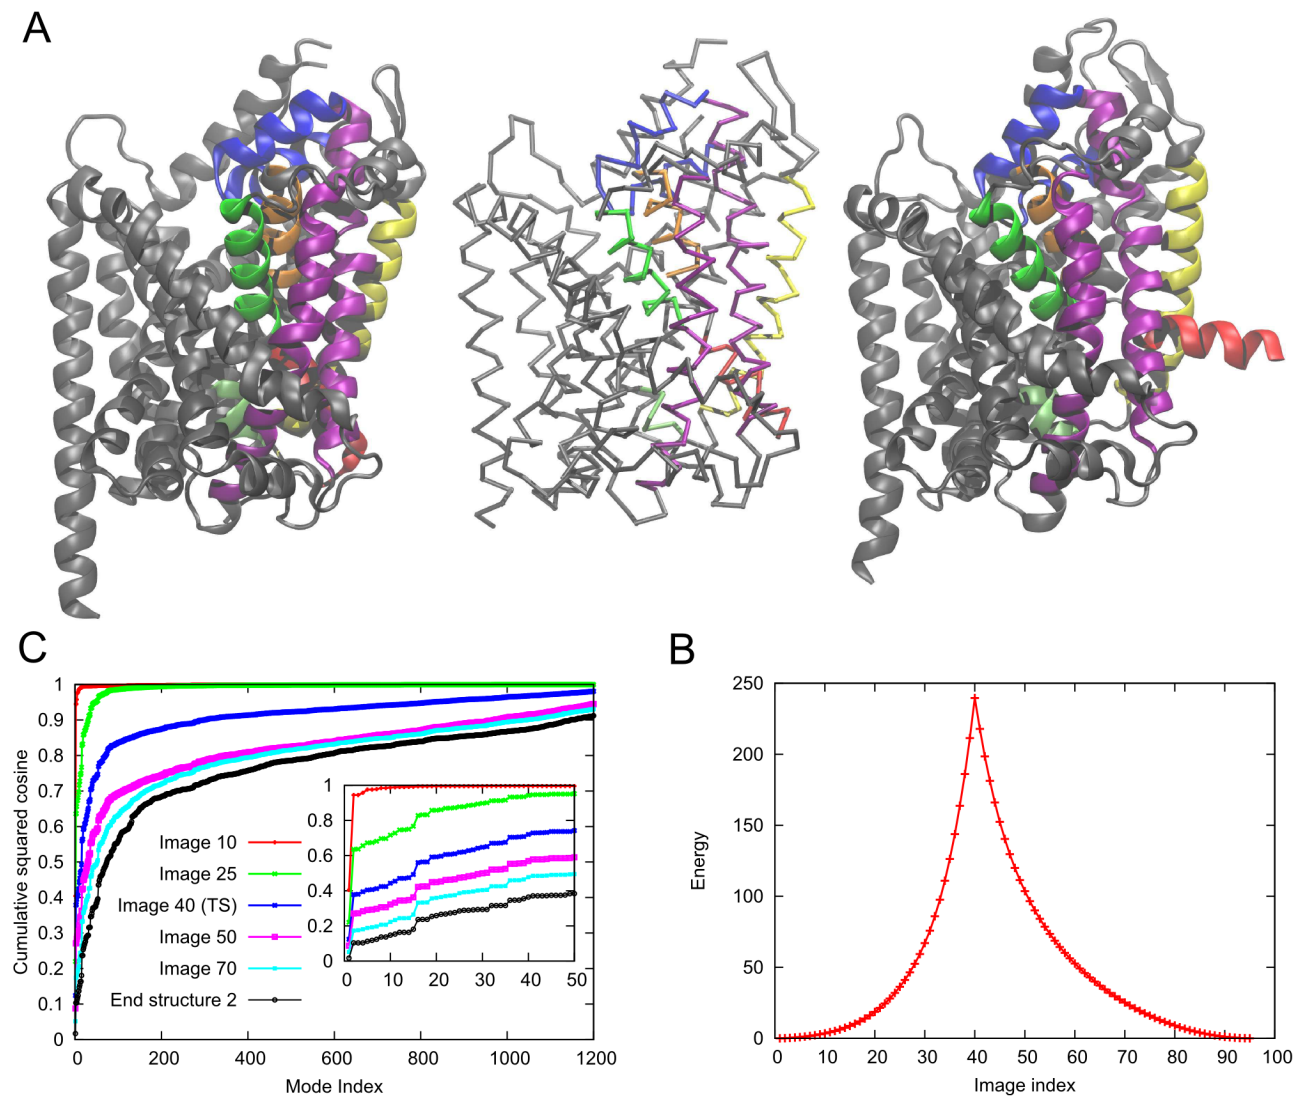 A
C
B
Cumulative squared cosine
1
0.9
0.8
0.7
0.6
0.5
0.4
0.3
0.2
0.1
0
Image 10
Image 25
Image 40 (TS)
Image 50
Image 70
End structure 2
1
0.8
0.6
0.4
0.2
0
0 10 20 30 40 50
0 200 400 600 800 1000 1200
Mode Index
Energy
250
200
150
100
50
0
0 10 20 30 40 50 60 70 80 90 100
Image index